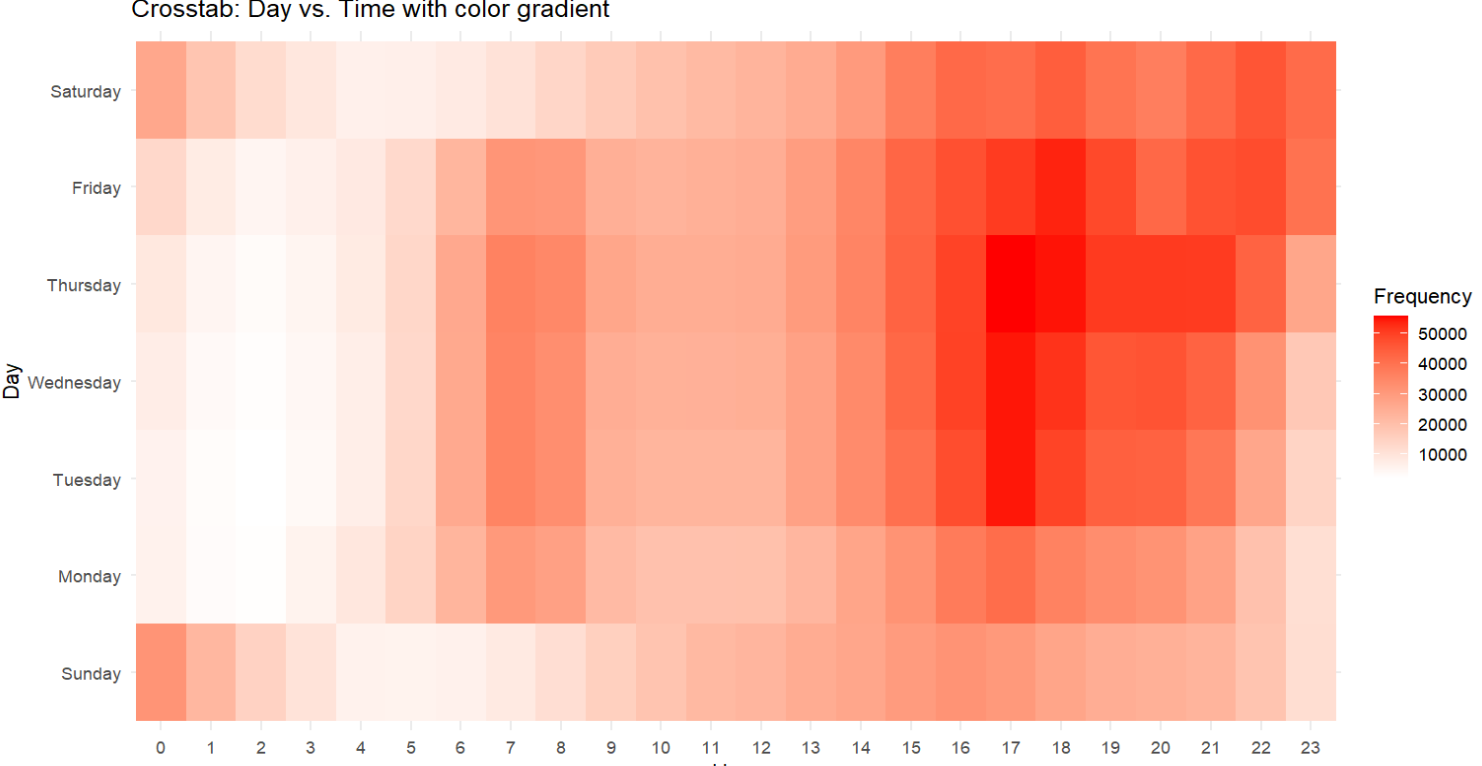 Crosstab: Day vs. Time with color gradient
Saturday
Friday
Thursday
Wednesday
Tuesday
Monday
Sunday
Day
0 1 2 3 4 5 6 7 8 9 10 11 12 13 14 15 16 17 18 19 20 21 22 23
Frequency
50000
40000
30000
20000
10000